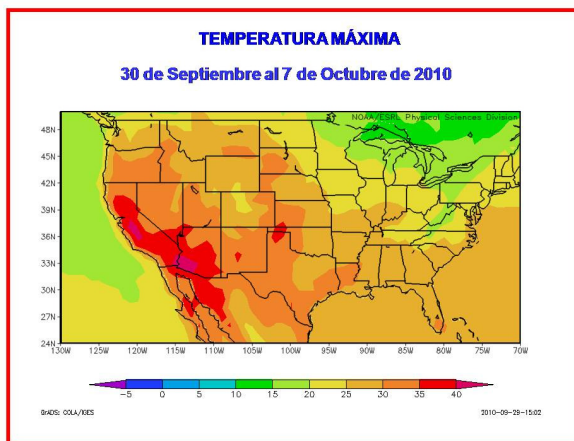 TEMPERATURA MÁXIMA
30 de Septiembre al 7 de Octubre de 2010
NOAA/ESRL Physical Sciences Division
48N
45N
42N
39N
36N
33N
30N
27N
24N
130W 125W 120W 115W 110W 105W 100W 95W 90W 85W 80W 75W 70W
-5 0 5 10 15 20 25 30 35 40
GrADS: COLA/IGES 2010-09-29-15:02